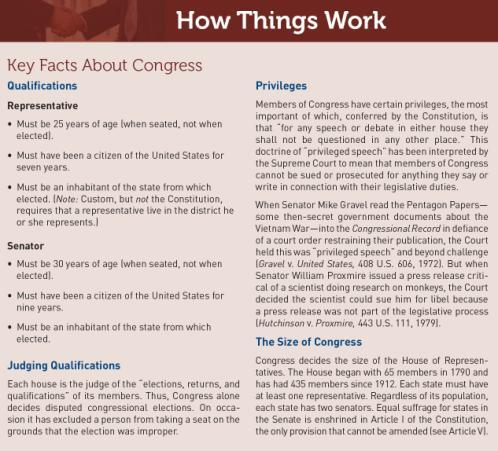 How Things Work
Key Facts About Congress
Qualifications
Representative
• Must be 25 years of age (when seated, not when
elected).
• Must have been a citizen of the United States for
seven years.
• Must be an inhabitant of the state from which
elected. (Note: Custom, but not the Constitution,
requires that a representative live in the district he
or she represents.)
Senator
• Must be 30 years of age (when seated, not when
elected).
• Must have been a citizen of the United States for
nine years.
• Must be an inhabitant of the state from which
elected.
Judging Qualifications
Each house is the judge of the “elections, returns, and
qualifications” of its members. Thus, Congress alone
decides disputed congressional elections. On occa-
sion it has excluded a person from taking a seat on the
grounds that the election was improper.
Privileges
Members of Congress have certain privileges, the most
important of which, conferred by the Constitution, is
that “for any speech or debate in either house they
shall not be questioned in any other place.” This
doctrine of “privileged speech” has been interpreted by
the Supreme Court to mean that members of Congress
cannot be sued or prosecuted for anything they say or
write in connection with their legislative duties.
When Senator Mike Gravel read the Pentagon Papers—
some then-secret government documents about the
Vietnam War—into the Congressional Record in defiance
of a court order restraining their publication, the Court
held this was “privileged speech” and beyond challenge
(Gravel v. United States, 408 U.S. 606, 1972). But when
Senator William Proxmire issued a press release criti-
cal of a scientist doing research on monkeys, the Court
decided the scientist could sue him for libel because
a press release was not part of the legislative process
(Hutchinson v. Proxmire, 443 U.S. 111, 1979).
The Size of Congress
Congress decides the size of the House of Represen-
tatives. The House began with 65 members in 1790 and
has had 435 members since 1912. Each state must have
at least one representative. Regardless of its population,
each state has two senators. Equal suffrage for states in
the Senate is enshrined in Article I of the Constitution,
the only provision that cannot be amended (see Article V).